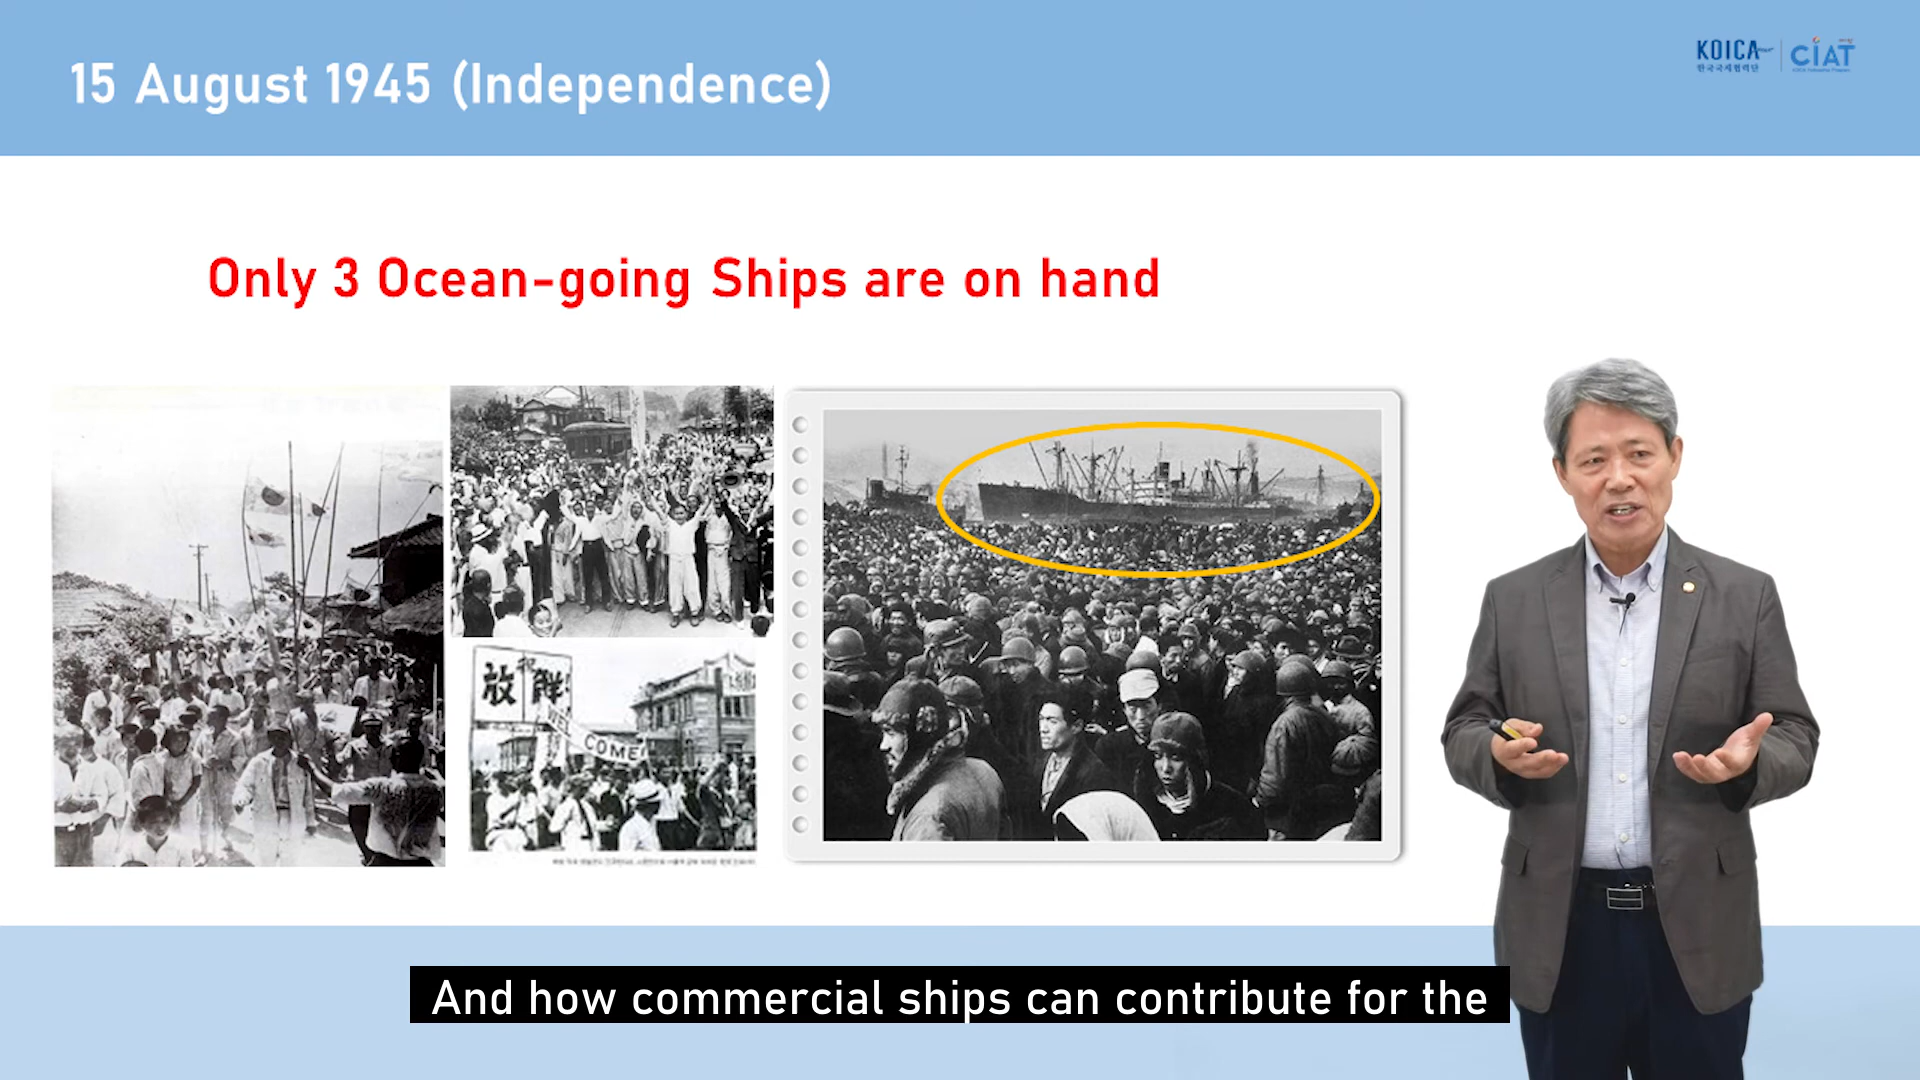 15 August 1945 (Independence)
KOICA
한국국제협력단
CIAT
Only 3 Ocean-going Ships are on hand
放 解
COME
And how commercial ships can contribute for the